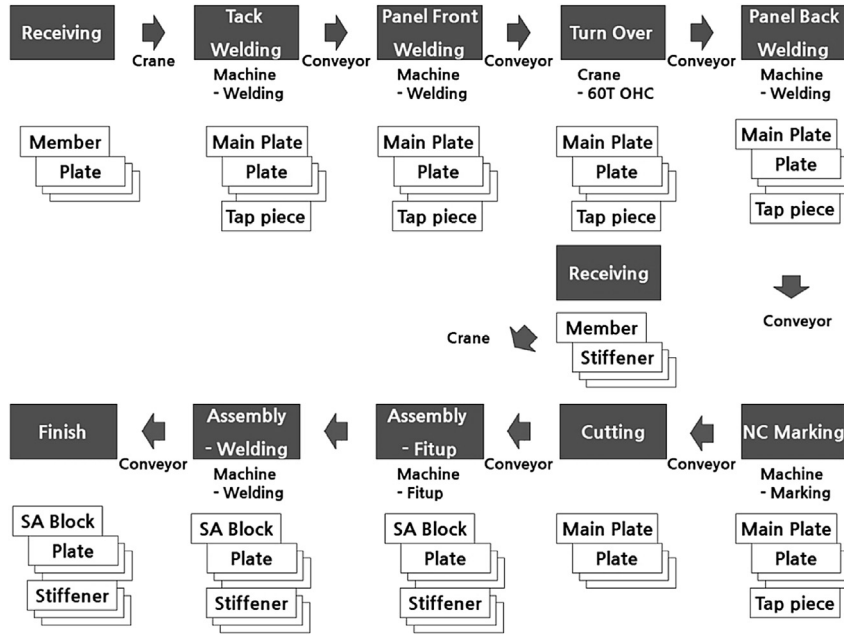 Receiving
Crane
Tack
Welding
Machine
- Welding
Conveyor
Panel Front
Welding
Machine
- Welding
Conveyor
Turn Over
Crane
- 60T OHC
Conveyor
Panel Back
Welding
Machine
- Welding
Member
Plate
Main Plate
Plate
Tap piece
Main Plate
Plate
Tap piece
Main Plate
Plate
Tap piece
Main Plate
Plate
Tap piece
Receiving
Member
Stiffener
Crane
Conveyor
Finish
Conveyor
Assembly
- Welding
Machine
- Welding
Assembly
- Fitup
Machine
- Fitup
Conveyor
Cutting
Conveyor
NC Marking
Machine
- Marking
SA Block
Plate
Stiffener
SA Block
Plate
Stiffener
SA Block
Plate
Stiffener
Main Plate
Plate
Main Plate
Plate
Tap piece